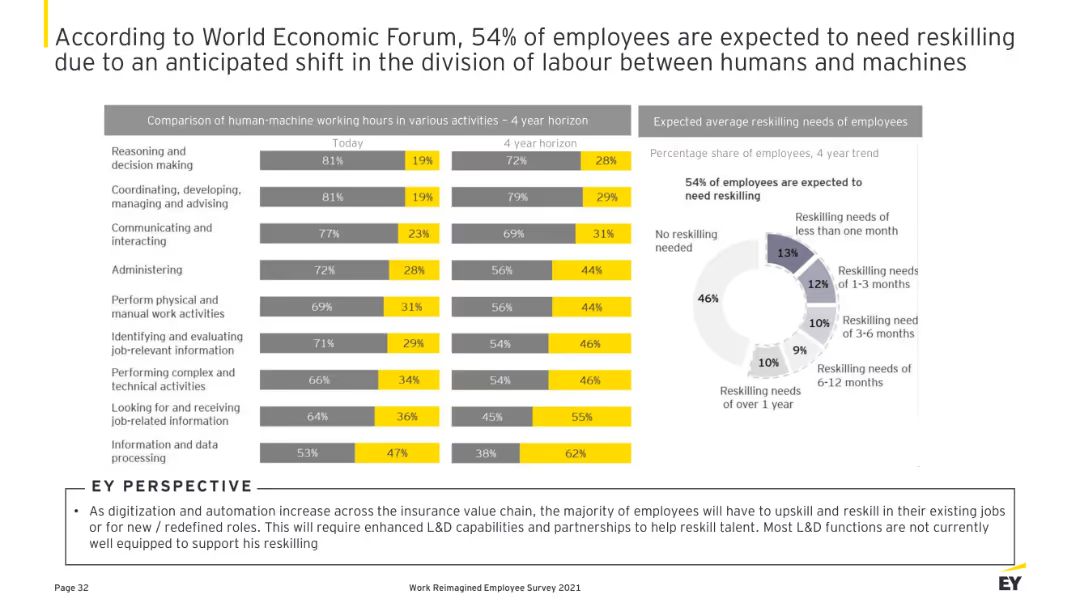 According to World Economic Forum, 54% of employees are expected to need reskilling
due to an anticipated shift in the division of labour between humans and machines
Comparison of human-machine working hours in various activities – 4 year horizon
Today
4 year horizon
Reasoning and
decision making
81%
19%
72%
28%
Coordinating, developing,
managing and advising
81%
19%
79%
29%
Communicating and
interacting
77%
23%
69%
31%
Administering
72%
28%
56%
44%
Perform physical and
manual work activities
69%
31%
56%
44%
Identifying and evaluating
job-relevant information
71%
29%
54%
46%
Performing complex and
technical activities
66%
34%
54%
46%
Looking for and receiving
job-related information
64%
36%
45%
55%
Information and data
processing
53%
47%
38%
62%
Expected average reskilling needs of employees
Percentage share of employees, 4 year trend
54% of employees are expected to
need reskilling
No reskilling
needed
46%
Reskilling needs of
less than one month
13%
Reskilling needs
of 1-3 months
12%
Reskilling need
of 3-6 months
10%
Reskilling needs of
6-12 months
9%
Reskilling needs
of over 1 year
10%
EY PERSPECTIVE
• As digitization and automation increase across the insurance value chain, the majority of employees will have to upskill and reskill in their existing jobs
or for new / redefined roles. This will require enhanced L&D capabilities and partnerships to help reskill talent. Most L&D functions are not currently
well equipped to support his reskilling
Page 32
Work Reimagined Employee Survey 2021
EY